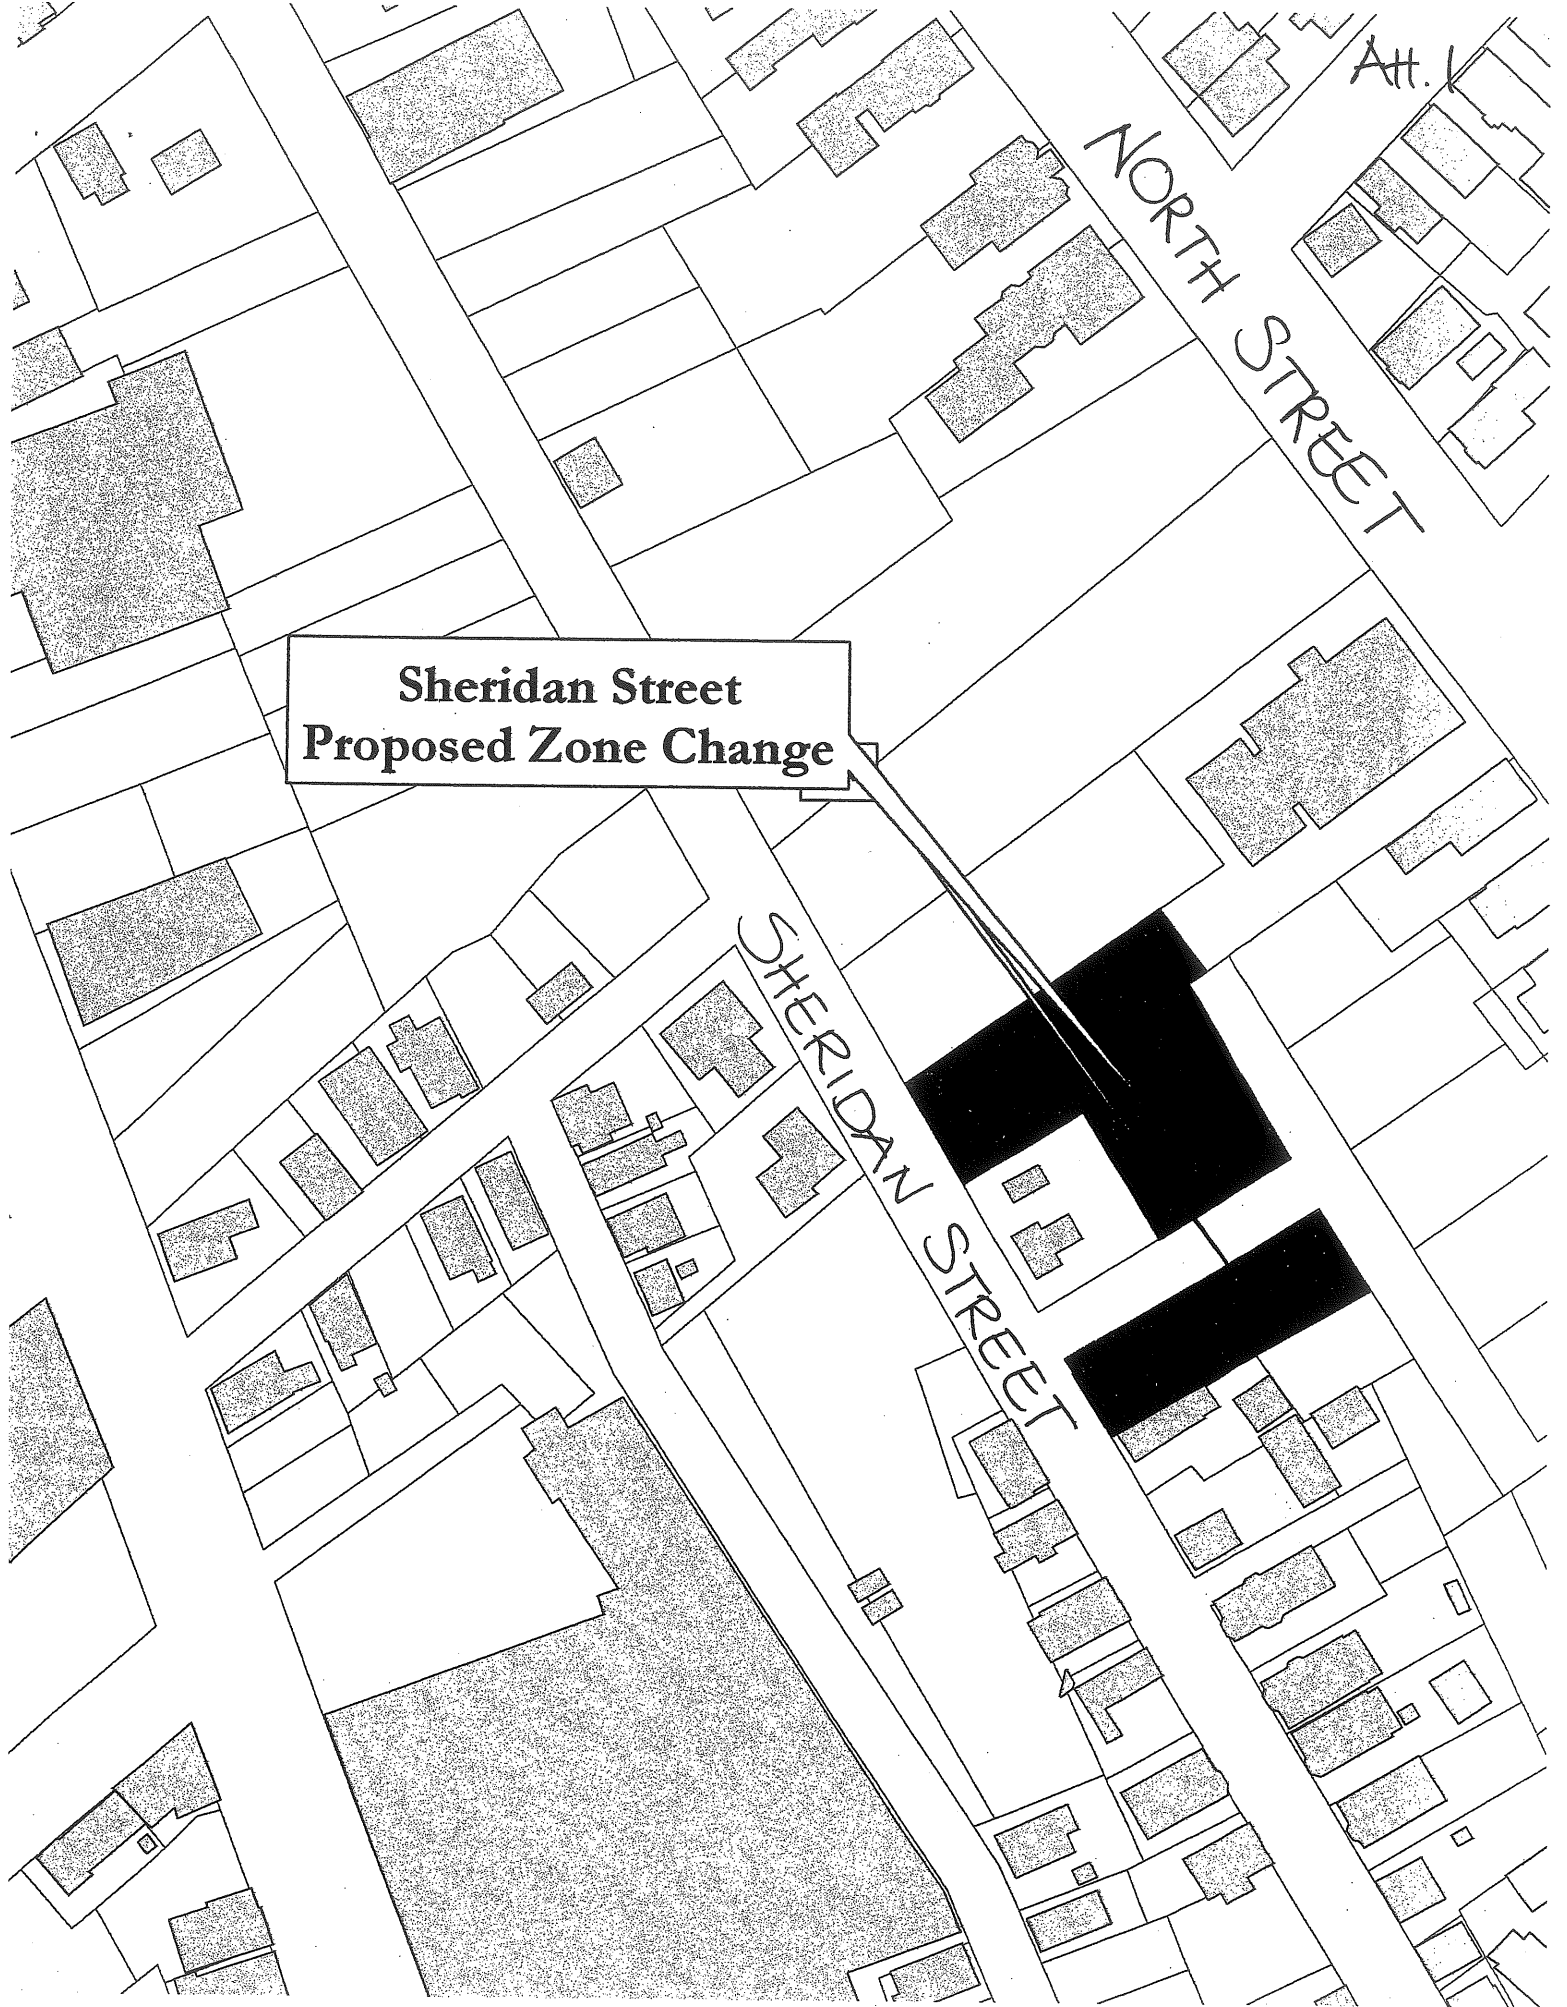 Att. 1
NORTH STREET
Sheridan Street
Proposed Zone Change
SHERIDAN STREET